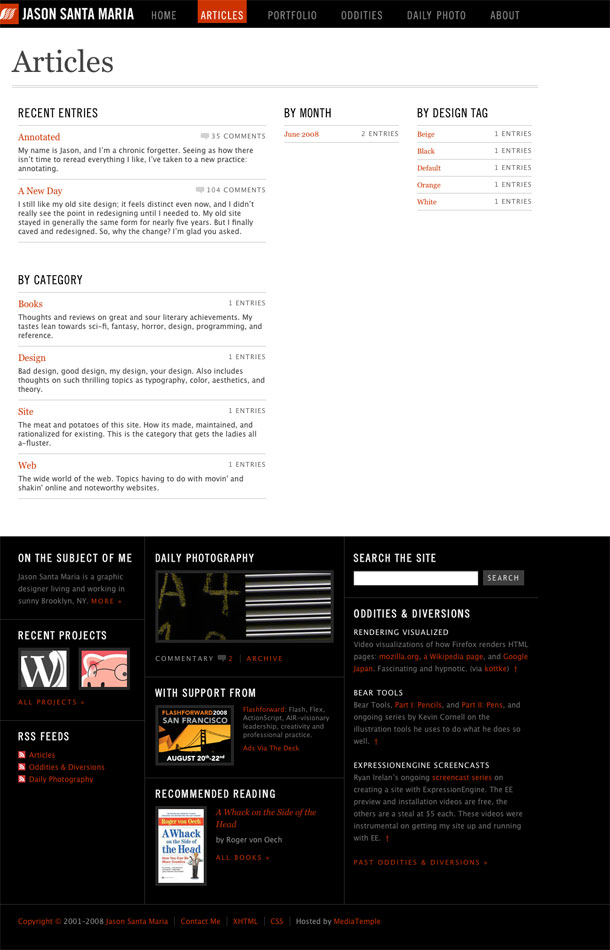 JASON SANTA MARIA HOME ARTICLES PORTFOLIO ODDITIES DAILY PHOTO ABOUT
Articles
RECENT ENTRIES
Annotated 35 COMMENTS
My name is Jason, and I'm a chronic forgetter. Seeing as how there
isn't time to reread everything I like, I've taken to a new practice:
annotating.
A New Day 104 COMMENTS
I still like my old site design; it feels distinct even now, and I didn't
really see the point in redesigning until I needed to. My old site
stayed in generally the same form for nearly five years. But I finally
caved and redesigned. So, why the change? I'm glad you asked.
BY MONTH
June 2008 2 ENTRIES
BY DESIGN TAG
Beige 1 ENTRIES
Black 1 ENTRIES
Default 1 ENTRIES
Orange 1 ENTRIES
White 1 ENTRIES
BY CATEGORY
Books 1 ENTRIES
Thoughts and reviews on great and sour literary achievements. My
tastes lean towards sci-fi, fantasy, horror, design, programming, and
reference.
Design 1 ENTRIES
Bad design, good design, my design, your design. Also includes
thoughts on such thrilling topics as typography, color, aesthetics, and
theory.
Site 1 ENTRIES
The meat and potatoes of this site. How its made, maintained, and
rationalized for existing. This is the category that gets the ladies all
a-fluster.
Web 1 ENTRIES
The wide world of the web. Topics having to do with movin' and
shakin' online and noteworthy websites.
ON THE SUBJECT OF ME
Jason Santa Maria is a graphic
designer living and working in
sunny Brooklyn, NY. MORE »
RECENT PROJECTS
W
ALL PROJECTS »
RSS FEEDS
Articles
Oddities & Diversions
Daily Photography
DAILY PHOTOGRAPHY
A4
COMMENTARY 2 | ARCHIVE
WITH SUPPORT FROM
FLASHFORWARD2008
SAN FRANCISCO
AUGUST 20th-22nd
Flashforward: Flash, Flex,
ActionScript, AIR–visionary
leadership, creativity and
professional practice.
Ads Via The Deck
RECOMMENDED READING
Roger von Oech
A Whack
on the Side of
the Head
A Whack on the Side of the
Head
by Roger von Oech
ALL BOOKS »
SEARCH THE SITE
SEARCH
ODDITIES & DIVERSIONS
RENDERING VISUALIZED
Video visualizations of how Firefox renders HTML
pages: mozilla.org, a Wikipedia page, and Google
Japan. Fascinating and hypnotic. (via kottke) ↑
BEAR TOOLS
Bear Tools, Part I: Pencils, and Part II: Pens, and
ongoing series by Kevin Cornell on the
illustration tools he uses to do what he does so
well. ↑
EXPRESSIONENGINE SCREENCASTS
Ryan Irelan's ongoing screencast series on
creating a site with ExpressionEngine. The EE
preview and installation videos are free, the
others are a steal at $5 each. These videos were
instrumental on getting my site up and running
with EE. ↑
PAST ODDITIES & DIVERSIONS »
Copyright © 2001–2008 Jason Santa Maria | Contact Me | XHTML | CSS | Hosted by MediaTemple